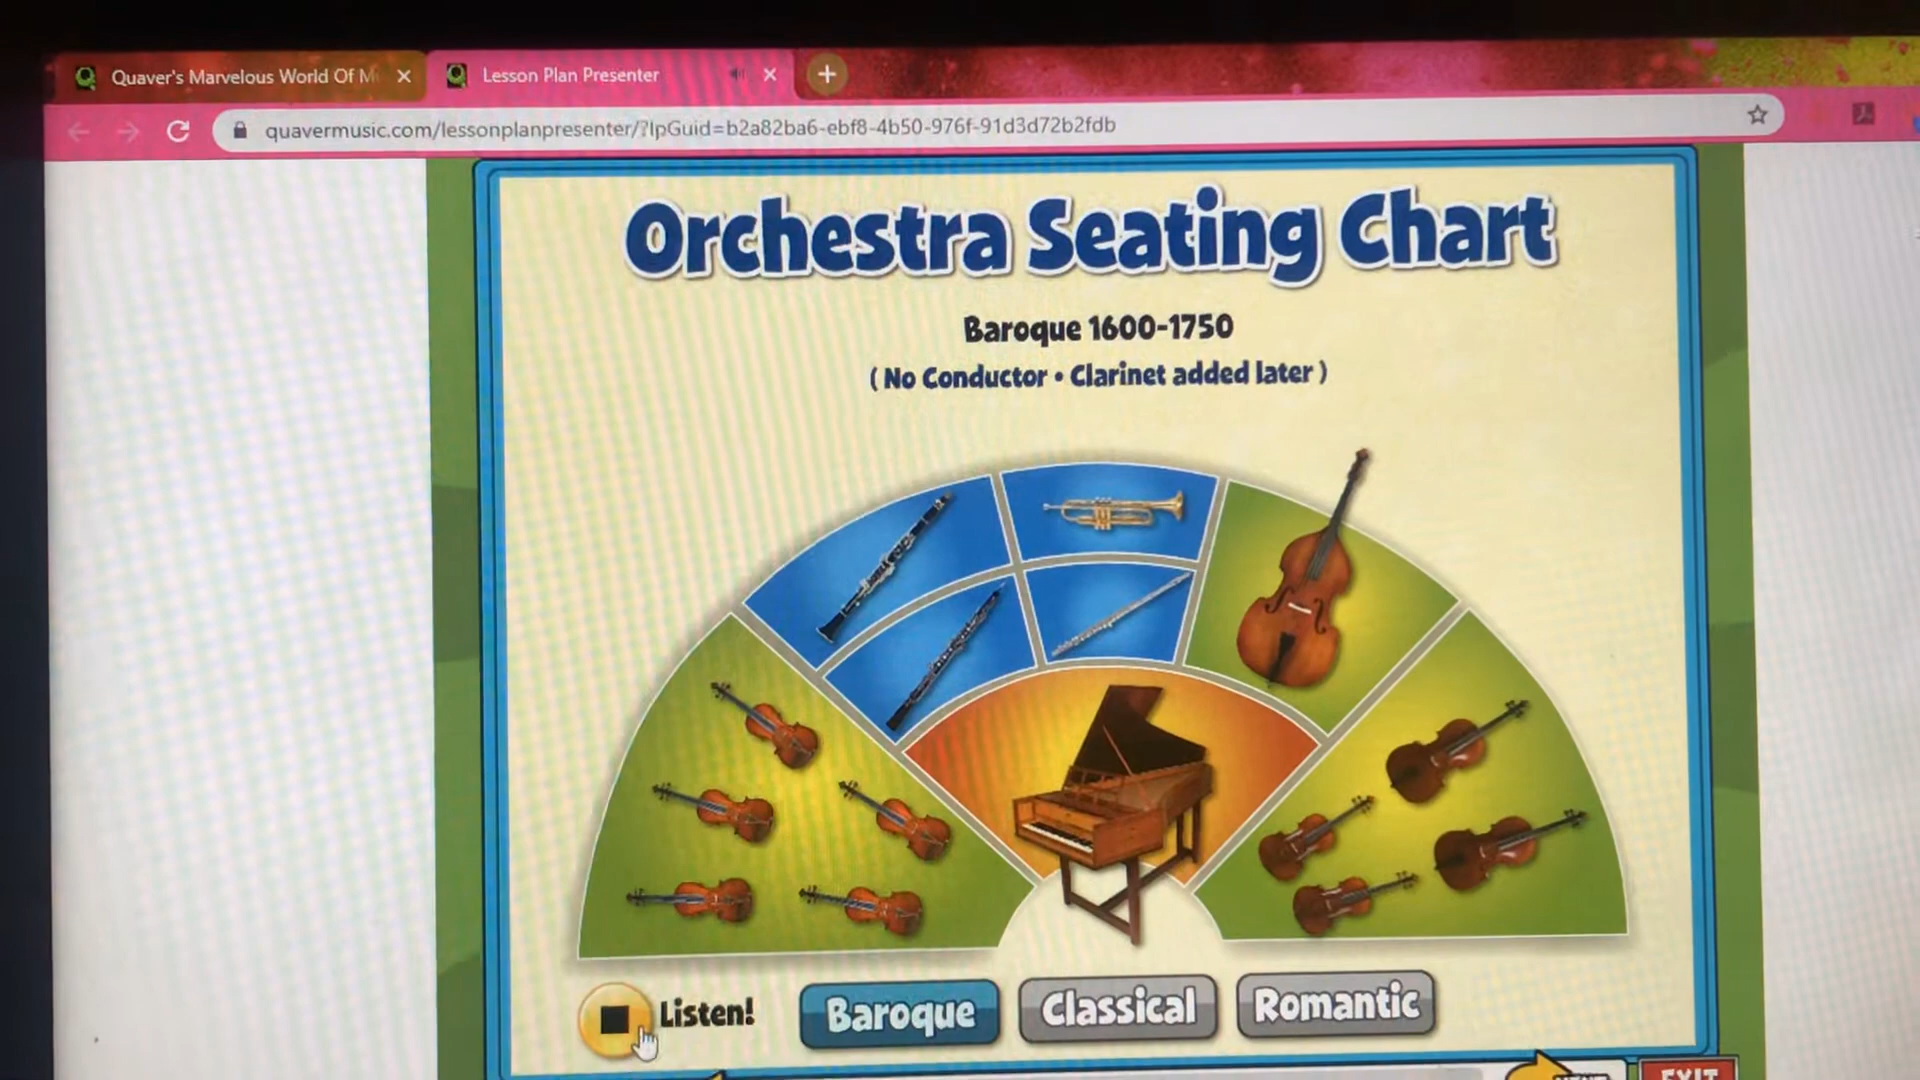 Quaver's Marvelous World Of M
Lesson Plan Presenter
quavermusic.com/lessonplanpresenter/?lpGuid=b2a82ba6-ebf8-4b50-976f-91d3d72b2fdb
Orchestra Seating Chart
Baroque 1600-1750
( No Conductor • Clarinet added later )
Listen!
Baroque
Classical
Romantic
EXIT